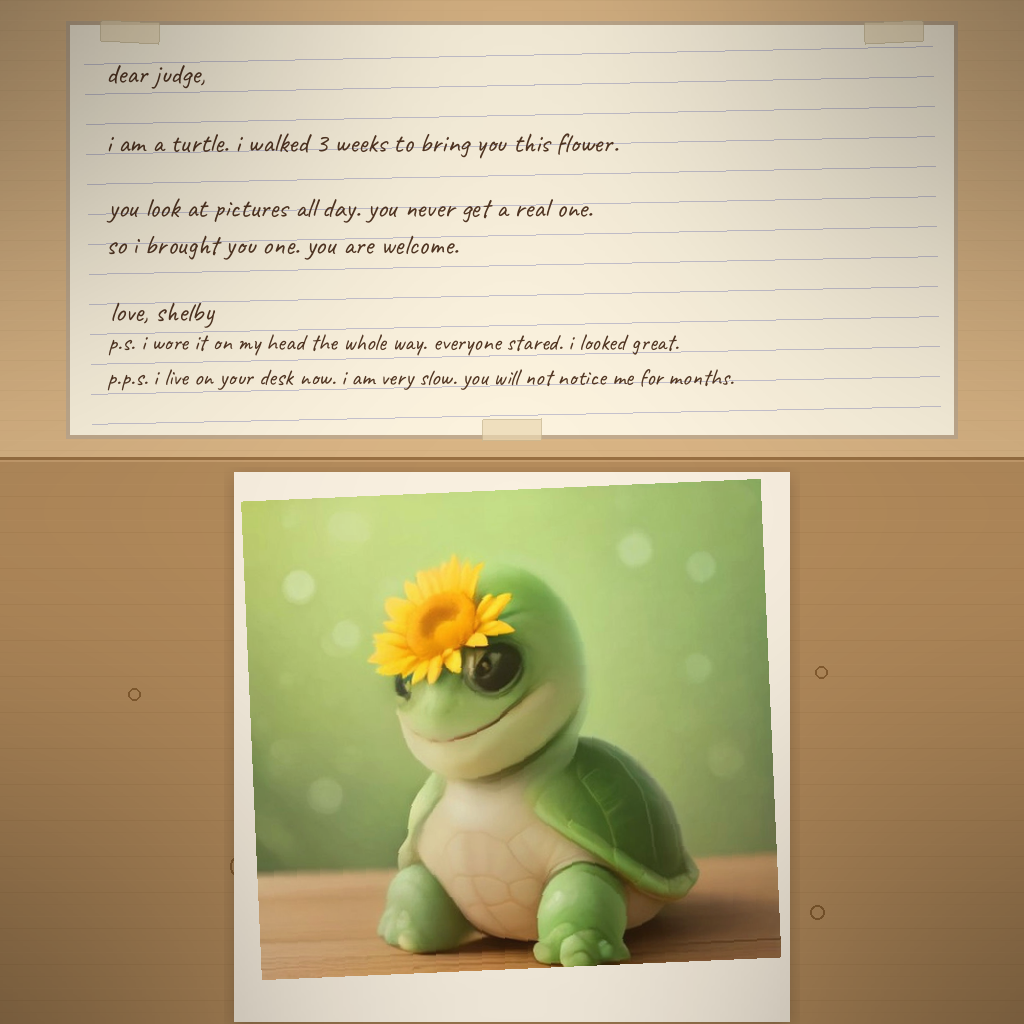 dear judge,
i am a turtle. i walked 3 weeks to bring you this flower.
you look at pictures all day. you never get a real one.
so i brought you one. you are welcome.
love, shelby
p.s. i wore it on my head the whole way. everyone stared. i looked great.
p.p.s. i live on your desk now. i am very slow. you will not notice me for months.